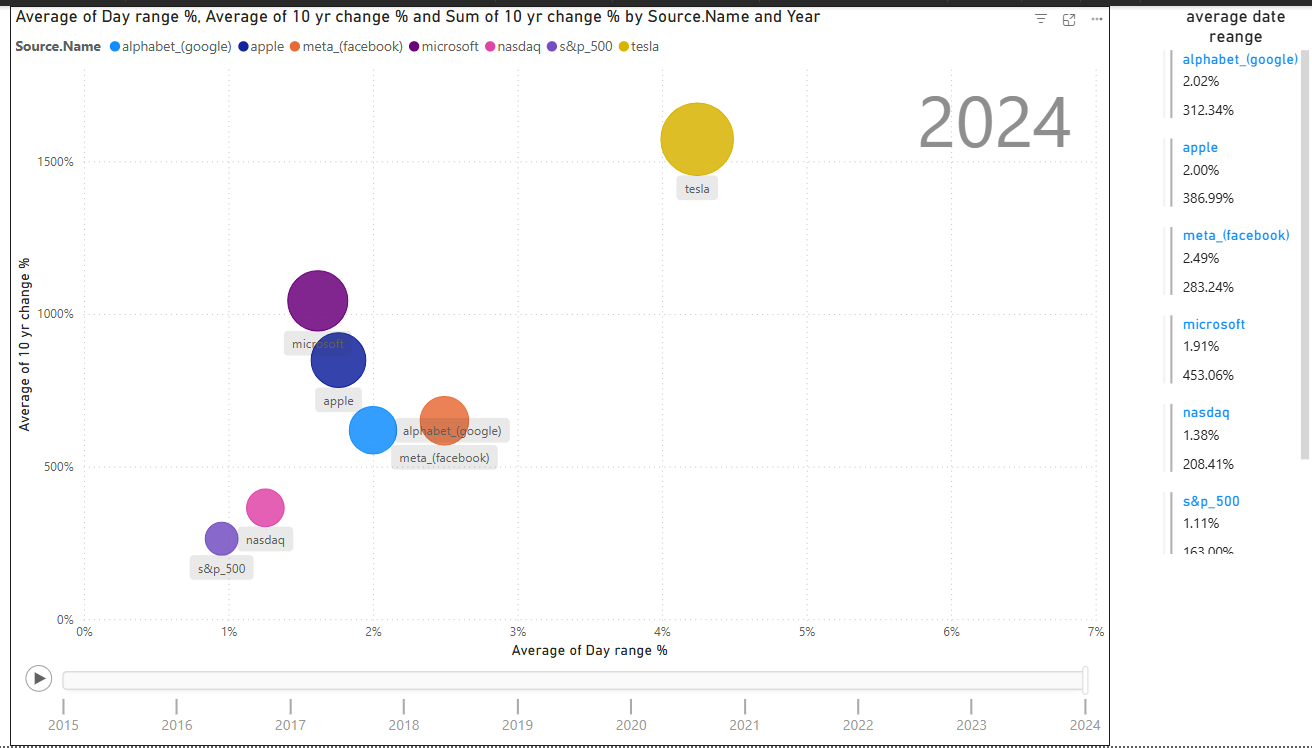 Average of Day range %, Average of 10 yr change % and Sum of 10 yr change % by Source.Name and Year
Source.Name alphabet_(google) apple meta_(facebook) microsoft nasdaq s&p_500 tesla
2024
Average of 10 yr change %
1500%
1000%
500%
0%
tesla
microsoft
apple
alphabet_(google)
meta_(facebook)
nasdaq
s&p_500
0% 1% 2% 3% 4% 5% 6% 7%
Average of Day range %
2015 2016 2017 2018 2019 2020 2021 2022 2023 2024
average date
reange
alphabet_(google)
2.02%
312.34%
apple
2.00%
386.99%
meta_(facebook)
2.49%
283.24%
microsoft
1.91%
453.06%
nasdaq
1.38%
208.41%
s&p_500
1.11%
163.00%